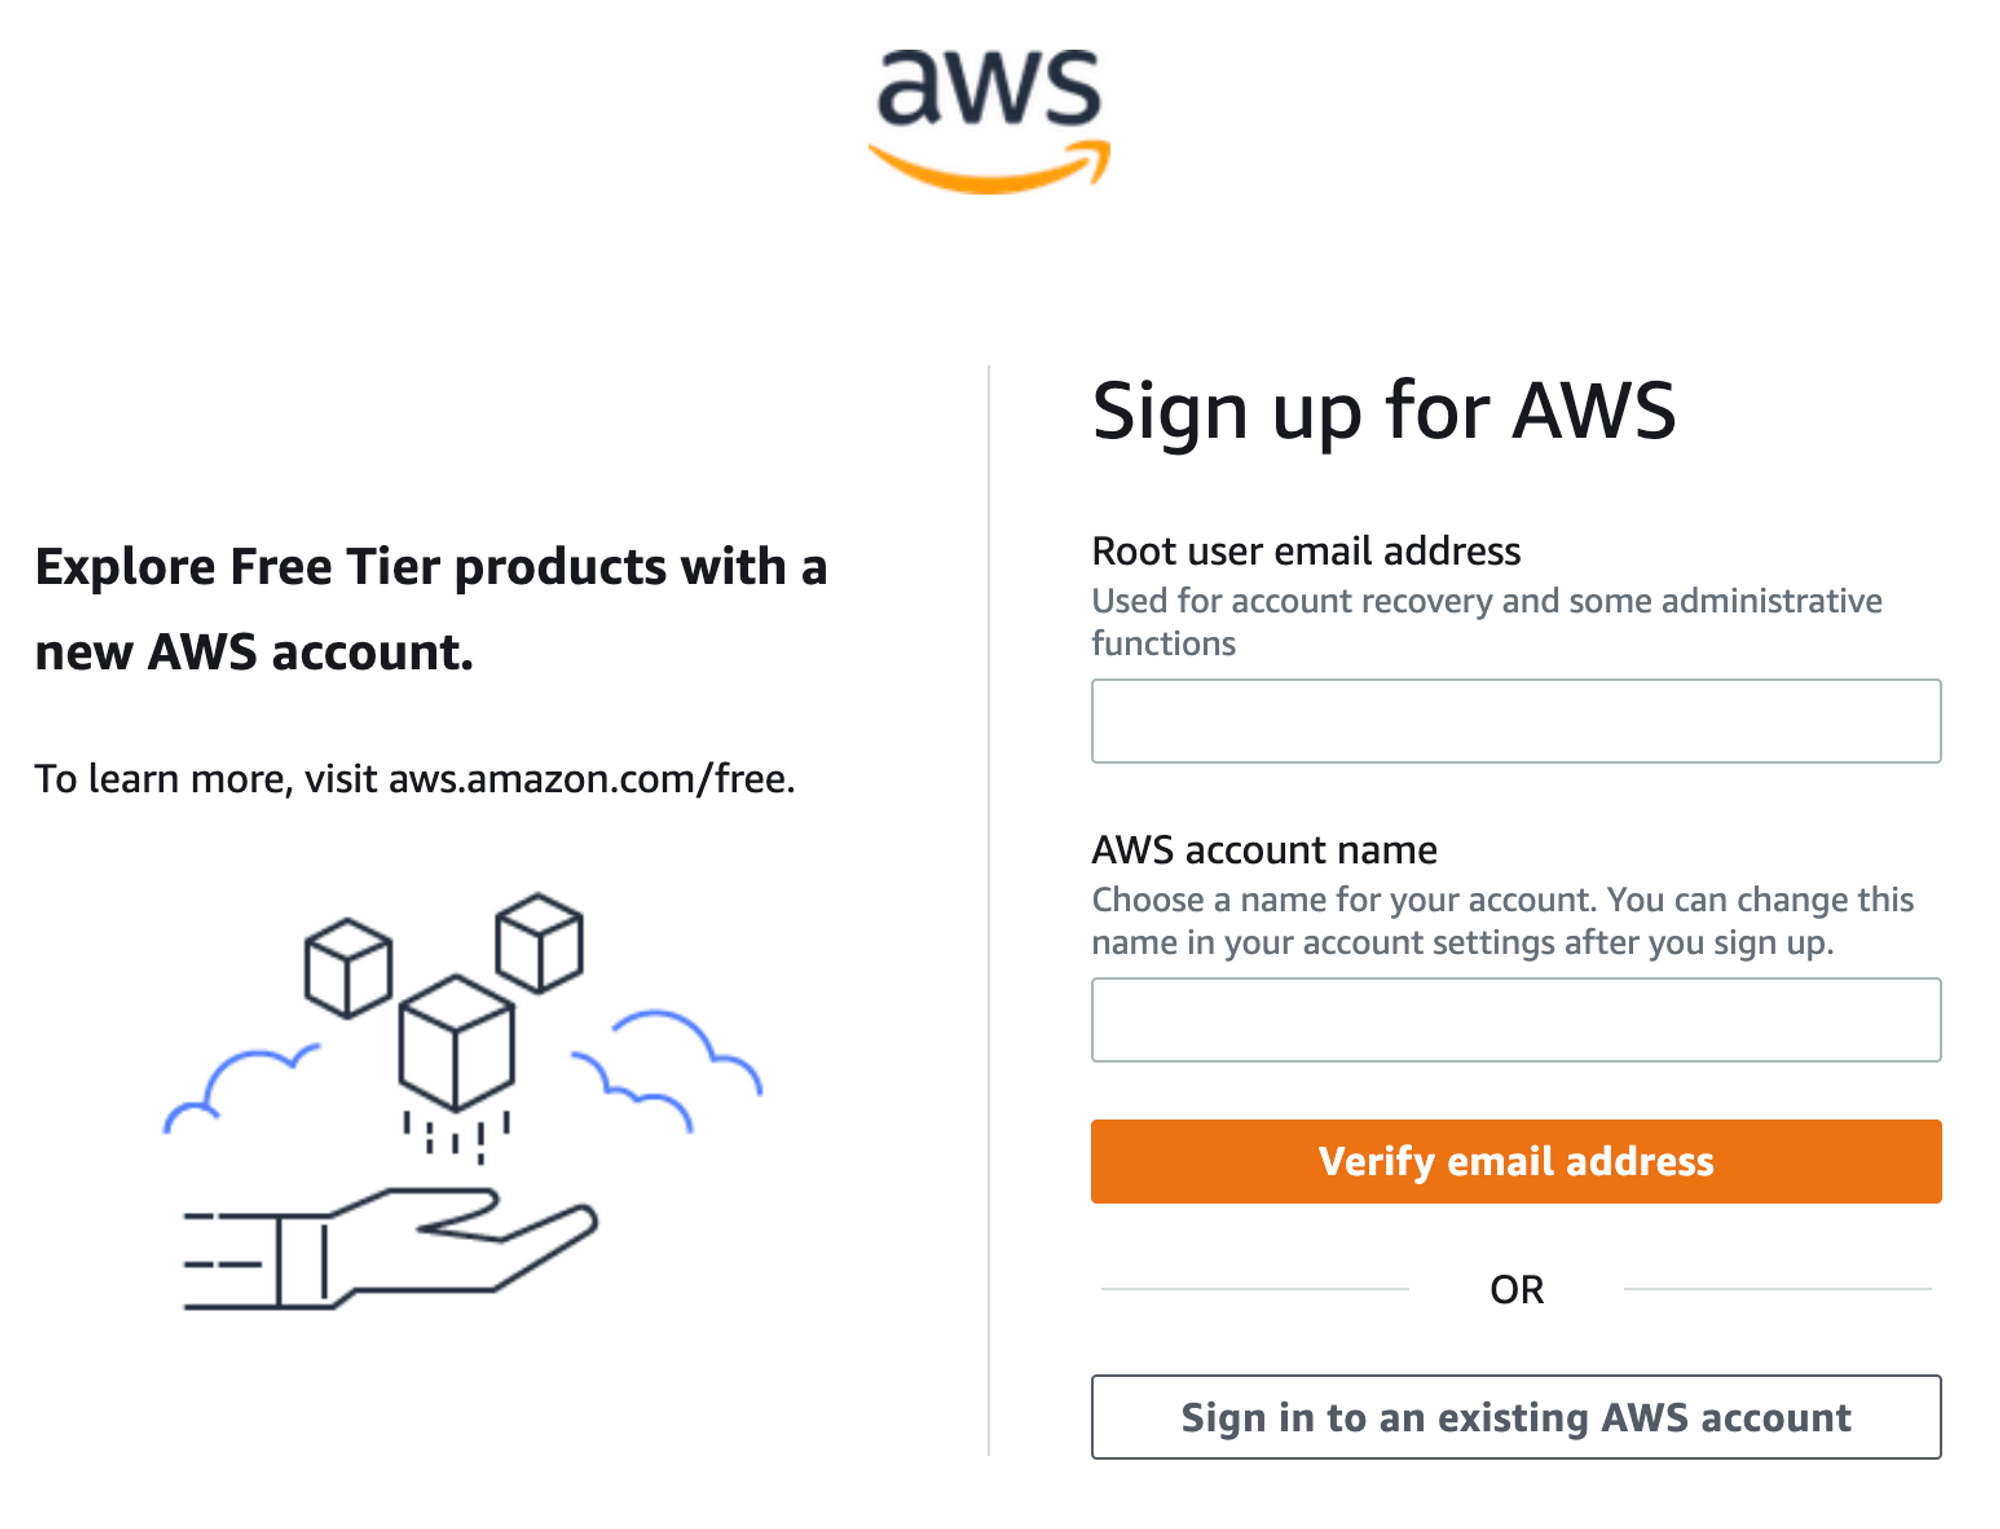 aws
Explore Free Tier products with a
new AWS account.
To learn more, visit aws.amazon.com/free.
Sign up for AWS
Root user email address
Used for account recovery and some administrative
functions
AWS account name
Choose a name for your account. You can change this
name in your account settings after you sign up.
Verify email address
OR
Sign in to an existing AWS account